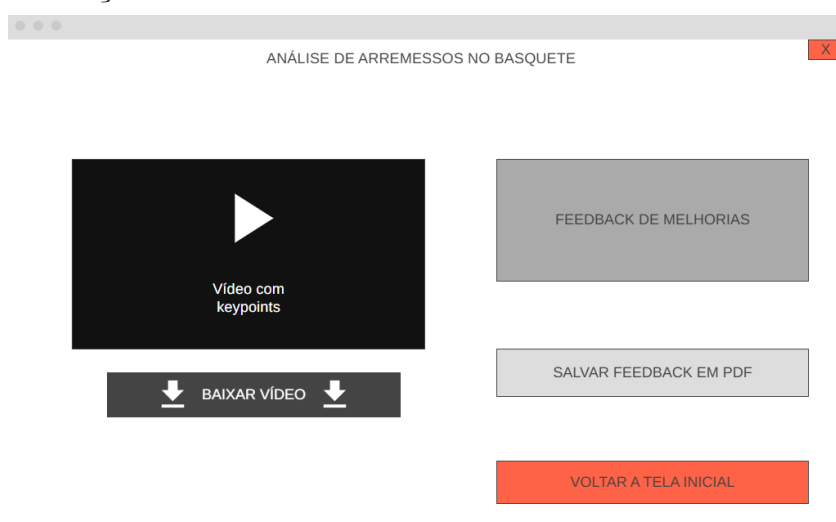 ANÁLISE DE ARREMESSOS NO BASQUETE
X
Vídeo com
keypoints
BAIXAR VÍDEO
FEEDBACK DE MELHORIAS
SALVAR FEEDBACK EM PDF
VOLTAR A TELA INICIAL